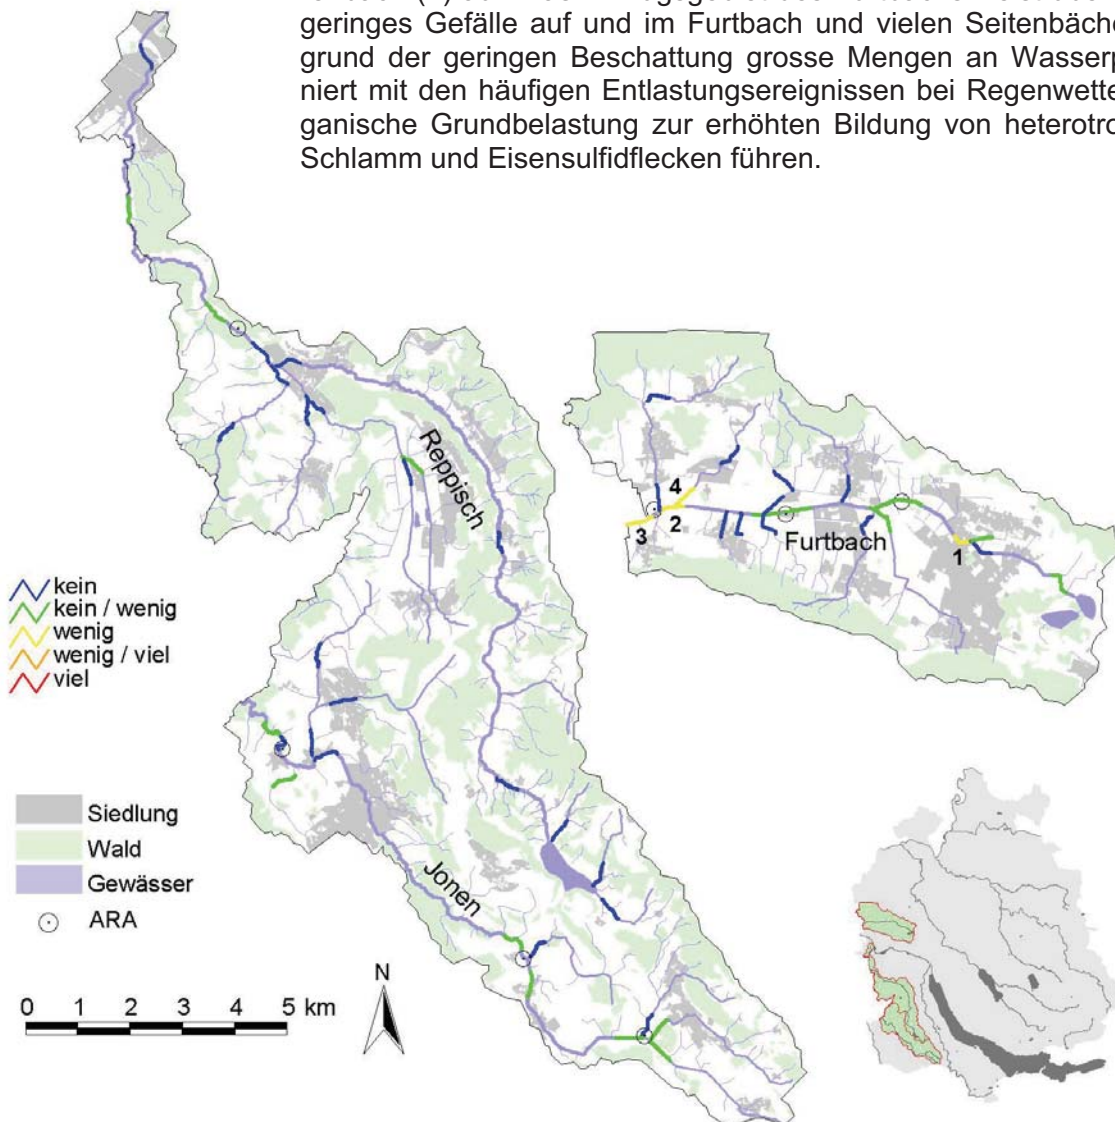 geringes Gefälle auf und im Furtbach und vielen Seitenbäche
grund der geringen Beschattung grosse Mengen an Wasserp
niert mit den häufigen Entlastungsereignissen bei Regenwette
ganische Grundbelastung zur erhöhten Bildung von heterotro
Schlamm und Eisensulfidflecken führen.
Reppisch
4
2
3
Furtbach
1
kein
kein / wenig
wenig
wenig / viel
viel
Siedlung
Wald
Gewässer
ARA
Jonen
N
0 1 2 3 4 5 km